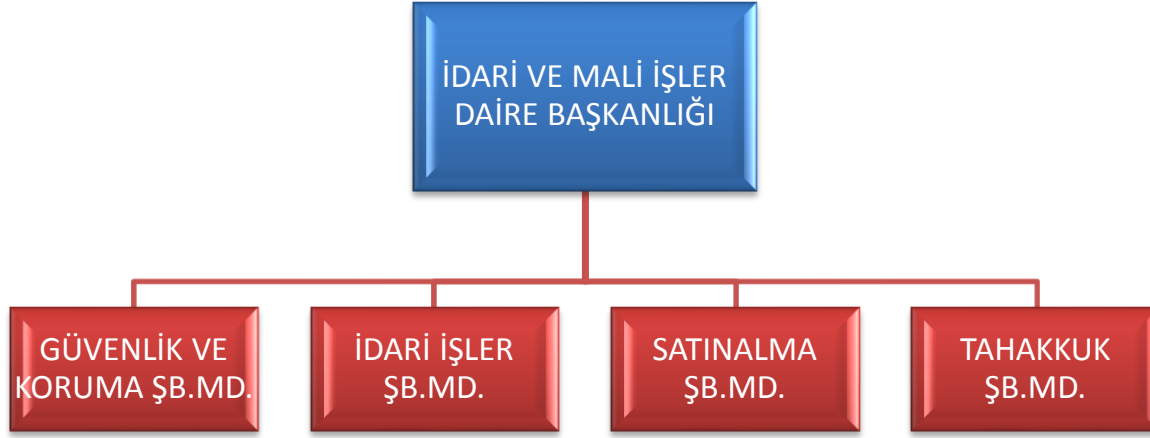 İDARİ VE MALİ İŞLER
DAİRE BAŞKANLIĞI
GÜVENLİK VE
KORUMA ŞB.MD.
İDARİ İŞLER
ŞB.MD.
SATINALMA
ŞB.MD.
TAHAKKUK
ŞB.MD.